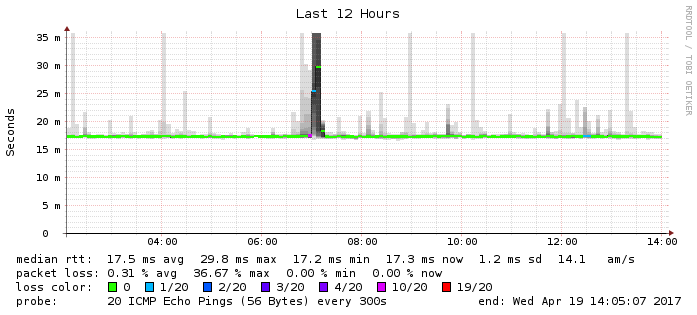 Last 12 Hours
RRDTOOL / TOBI OETIKER
Seconds
35 m
30 m
25 m
20 m
15 m
10 m
5 m
0
04:00 06:00 08:00 10:00 12:00 14:00
median rtt: 17.5 ms avg 29.8 ms max 17.2 ms min 17.3 ms now 1.2 ms sd 14.1 am/s
packet loss: 0.31 % avg 36.67 % max 0.00 % min 0.00 % now
loss color: 0 1/20 2/20 3/20 4/20 10/20 19/20
probe: 20 ICMP Echo Pings (56 Bytes) every 300s end: Wed Apr 19 14:05:07 2017